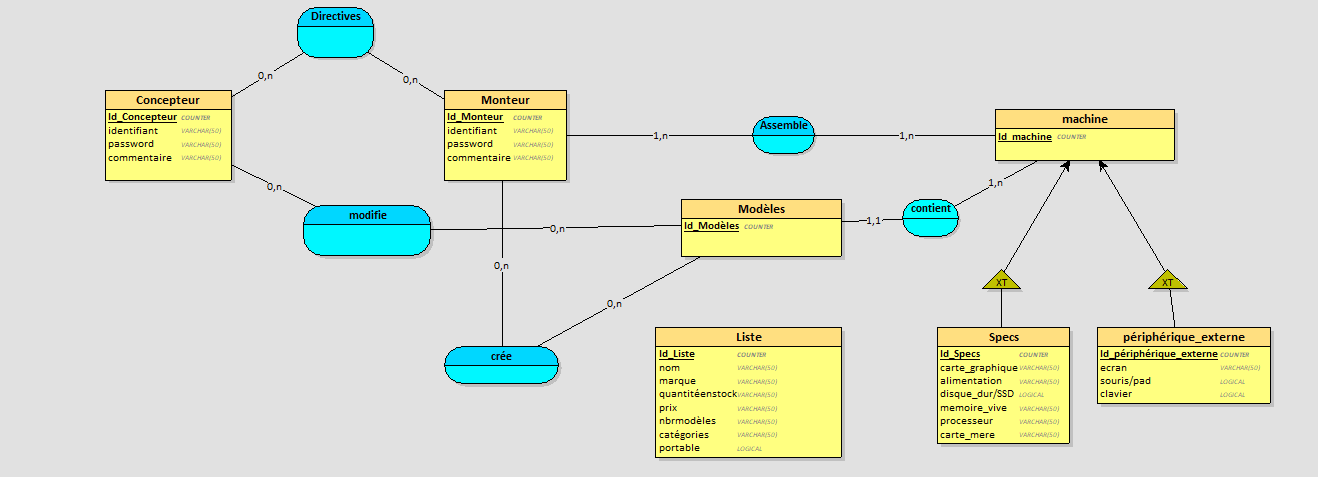 Directives
0,n
0,n
Concepteur
Id_Concepteur COUNTER
identifiant VARCHAR(50)
password VARCHAR(50)
commentaire VARCHAR(50)
Monteur
Id_Monteur COUNTER
identifiant VARCHAR(50)
password VARCHAR(50)
commentaire VARCHAR(50)
1,n
Assemble
1,n
machine
Id_machine COUNTER
0,n
modifie
0,n
Modèles
Id_Modèles COUNTER
1,1
contient
1,n
0,n
0,n
crée
XT
XT
Liste
Id_Liste COUNTER
nom VARCHAR(50)
marque VARCHAR(50)
quantitéenstock VARCHAR(50)
prix VARCHAR(50)
nbrmodèles VARCHAR(50)
catégories VARCHAR(50)
portable LOGICAL
Specs
Id_Specs COUNTER
carte_graphique VARCHAR(50)
alimentation VARCHAR(50)
disque_dur/SSD LOGICAL
memoire_vive VARCHAR(50)
processeur VARCHAR(50)
carte_mere VARCHAR(50)
périphérique_externe
Id_périphérique_externe COUNTER
ecran VARCHAR(50)
souris/pad LOGICAL
clavier LOGICAL